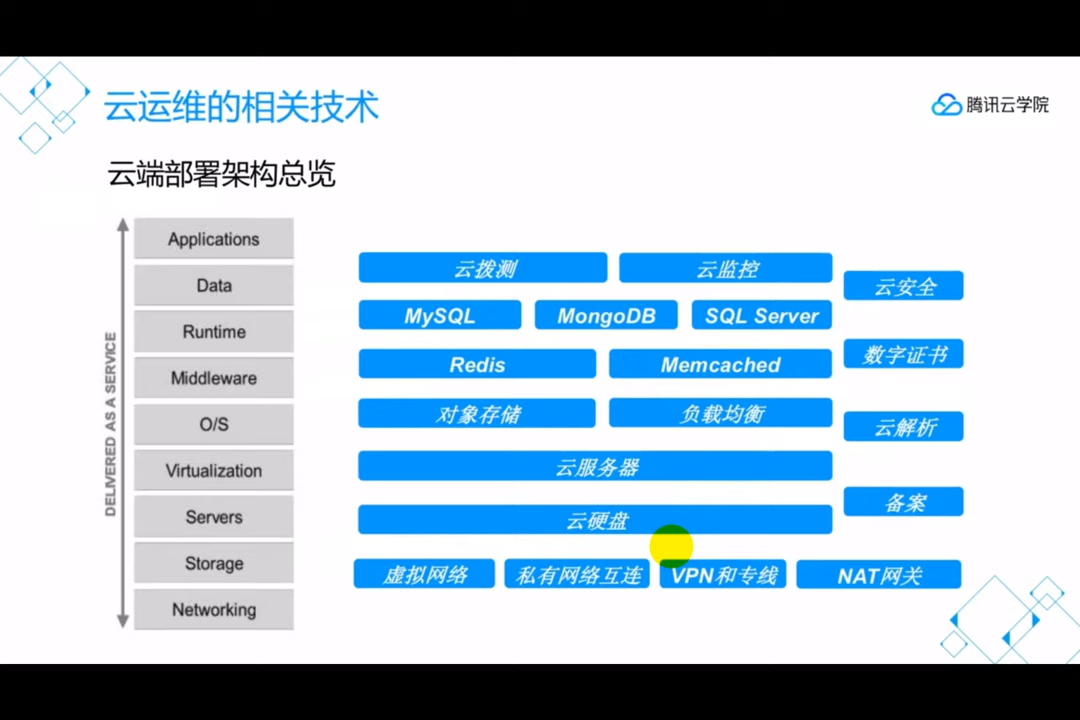 云运维的相关技术
腾讯云学院
云端部署架构总览
DELIVERED AS A SERVICE
Applications
Data
Runtime
Middleware
O/S
Virtualization
Servers
Storage
Networking
云拨测
云监控
MySQL
MongoDB
SQL Server
Redis
Memcached
对象存储
负载均衡
云服务器
云硬盘
虚拟网络
私有网络互连
VPN和专线
NAT网关
云安全
数字证书
云解析
备案